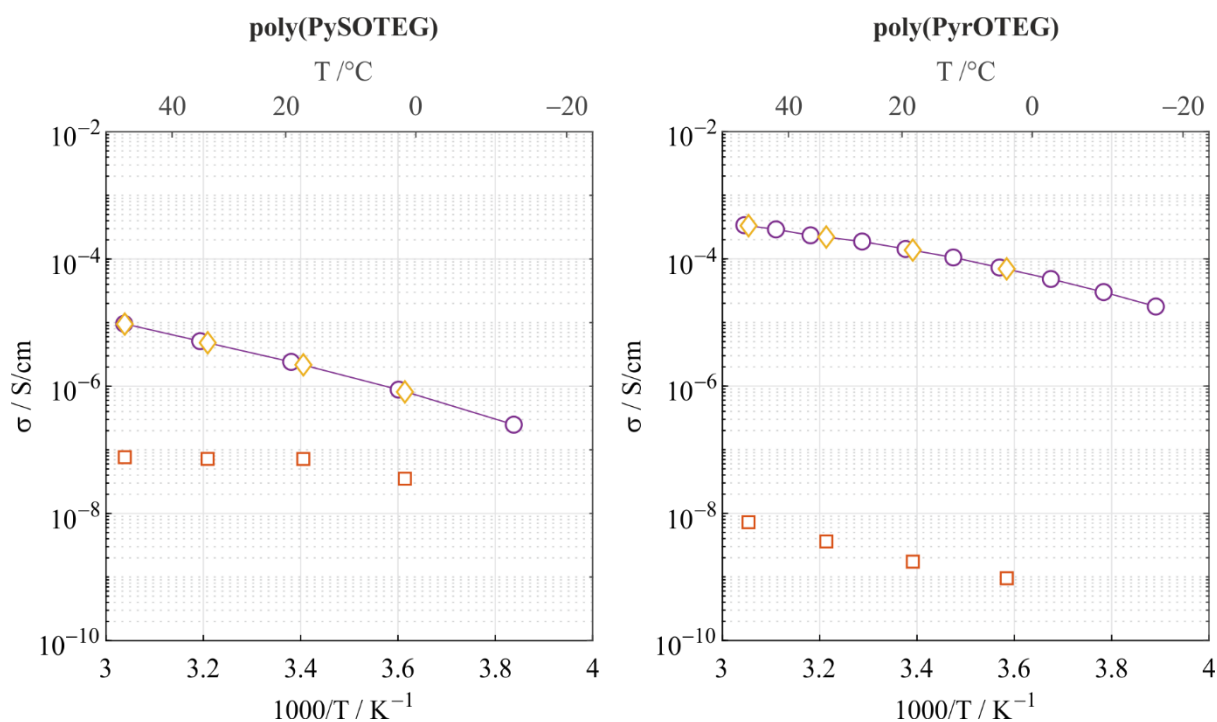 poly(PySOTEG)
T /°C
40 20 0 −20
10−2
10−4
10−6
10−8
10−10
σ / S/cm
3 3.2 3.4 3.6 3.8 4
1000/T / K−1
poly(PyrOTEG)
T /°C
40 20 0 −20
10−2
10−4
10−6
10−8
10−10
σ / S/cm
3 3.2 3.4 3.6 3.8 4
1000/T / K−1